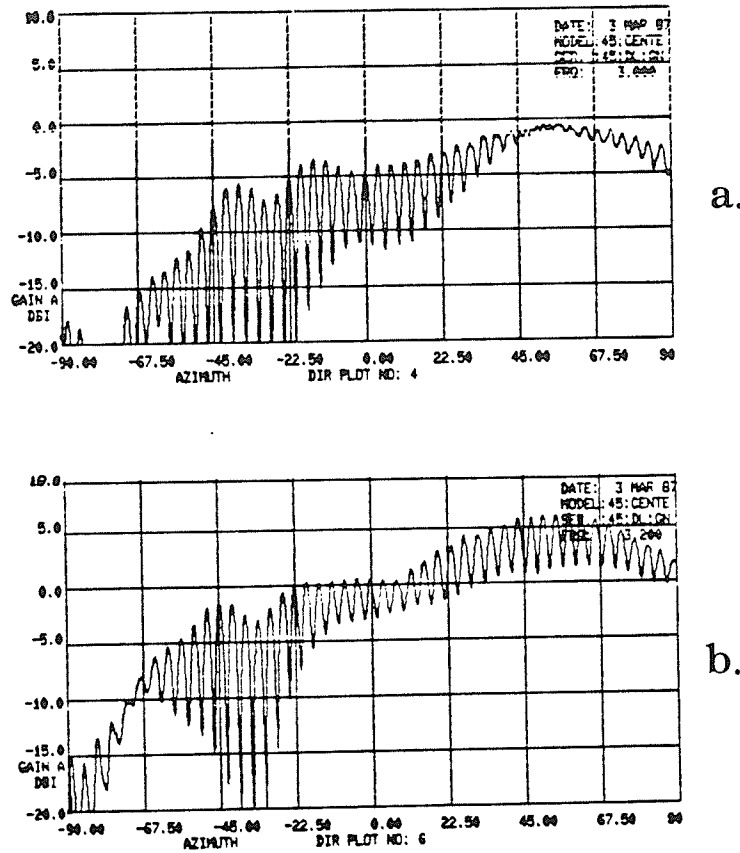 10.0
DATE: 3 MAR 87
MODEL:45:CENTE
5.0
FRQ: 3.000
0.0
-5.0
-10.0
-15.0
GAIN A
DBI
-20.0
-90.00 -67.50 -45.00 -22.50 0.00 22.50 45.00 67.50 90
AZIMUTH DIR PLOT NO: 4
a.
10.0
DATE: 3 MAR 87
MODEL:45:CENTE
5.0
3.200
0.0
-5.0
-10.0
-15.0
GAIN A
DBI
-20.0
-90.00 -67.50 -45.00 -22.50 0.00 22.50 45.00 67.50 90
AZIMUTH DIR PLOT NO: 6
b.